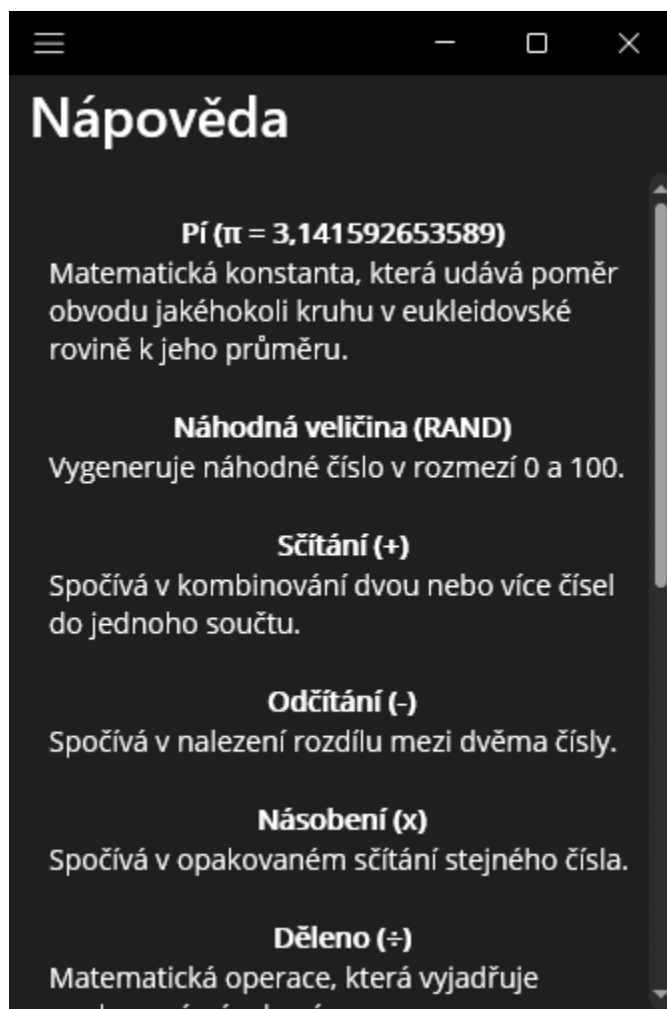 Nápověda
Pí (π = 3,141592653589)
Matematická konstanta, která udává poměr
obvodu jakéhokoli kruhu v eukleidovské
rovině k jeho průměru.
Náhodná veličina (RAND)
Vygeneruje náhodné číslo v rozmezí 0 a 100.
Sčítání (+)
Spočívá v kombinování dvou nebo více čísel
do jednoho součtu.
Odčítání (-)
Spočívá v nalezení rozdílu mezi dvěma čísly.
Násobení (x)
Spočívá v opakovaném sčítání stejného čísla.
Děleno (÷)
Matematická operace, která vyjadřuje